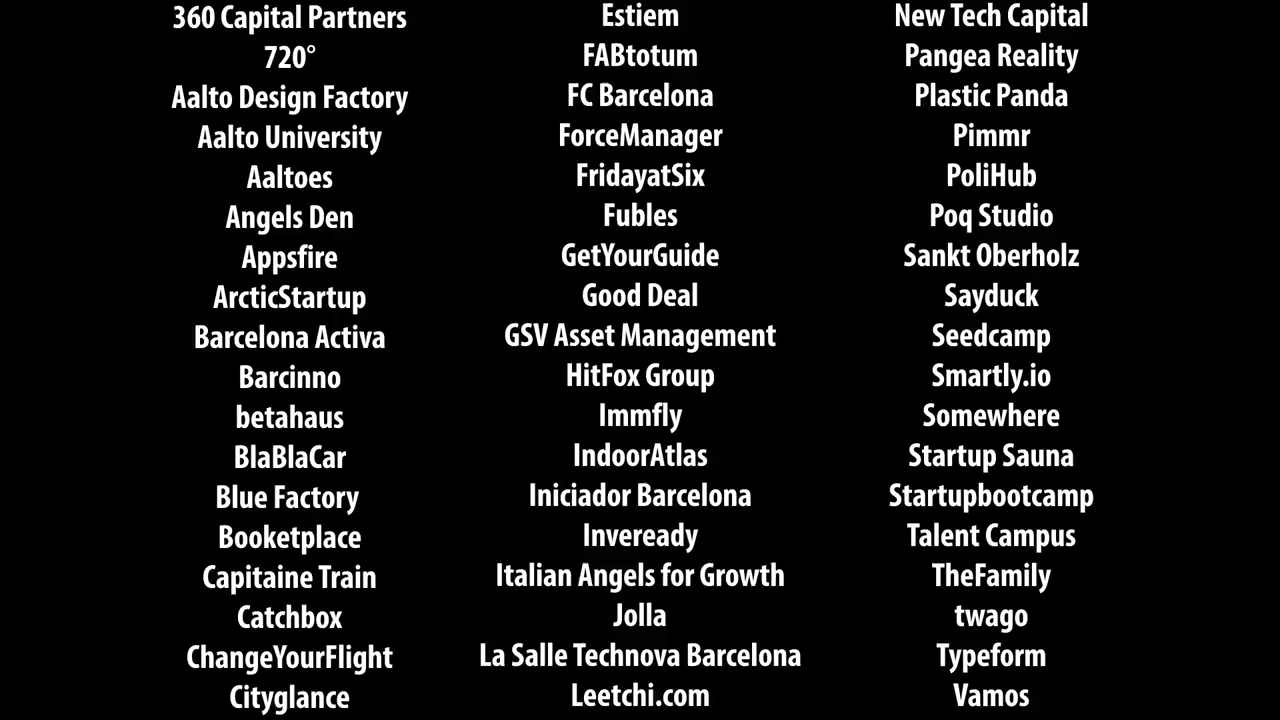 360 Capital Partners
720°
Aalto Design Factory
Aalto University
Aaltoes
Angels Den
Appsfire
ArcticStartup
Barcelona Activa
Barcinno
betahaus
BlaBlaCar
Blue Factory
Booketplace
Capitaine Train
Catchbox
ChangeYourFlight
Cityglance
Estiem
FABtotum
FC Barcelona
ForceManager
FridayatSix
Fubles
GetYourGuide
Good Deal
GSV Asset Management
HitFox Group
Immfly
IndoorAtlas
Iniciador Barcelona
Inveready
Italian Angels for Growth
Jolla
La Salle Technova Barcelona
Leetchi.com
New Tech Capital
Pangea Reality
Plastic Panda
Pimmr
PoliHub
Poq Studio
Sankt Oberholz
Sayduck
Seedcamp
Smartly.io
Somewhere
Startup Sauna
Startupbootcamp
Talent Campus
TheFamily
twago
Typeform
Vamos